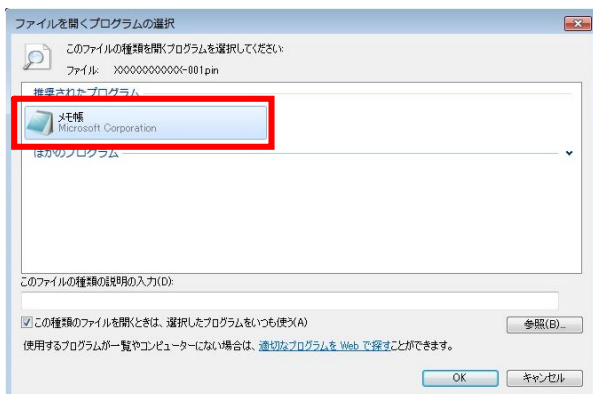 ファイルを開くプログラムの選択
このファイルの種類を開くプログラムを選択してください:
ファイル: XXXXXXXXXXX-001pin
推奨されたプログラム
メモ帳
Microsoft Corporation
ほかのプログラム
このファイルの種類の説明の入力(D):
この種類のファイルを開くときは、選択したプログラムをいつも使う(A)
参照(B)...
使用するプログラムが一覧やコンピューターにない場合は、適切なプログラムを Web で探すことができます。
OK
キャンセル